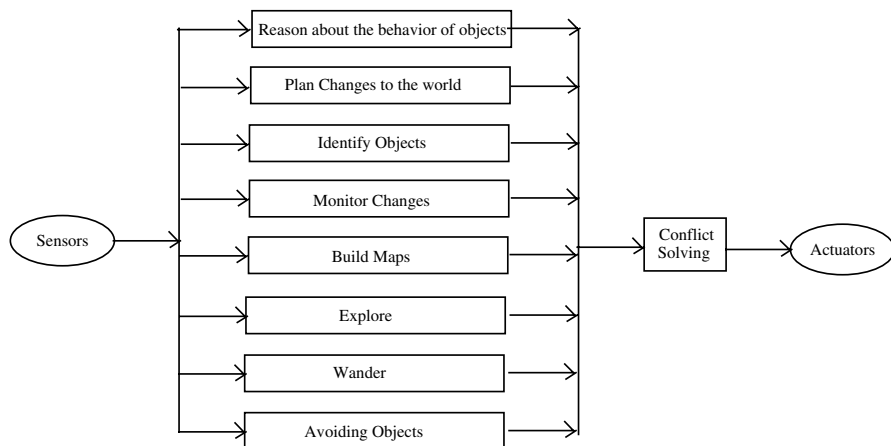 Reason about the behavior of objects
Plan Changes to the world
Identify Objects
Monitor Changes
Sensors
Build Maps
Conflict
Solving
Actuators
Explore
Wander
Avoiding Objects